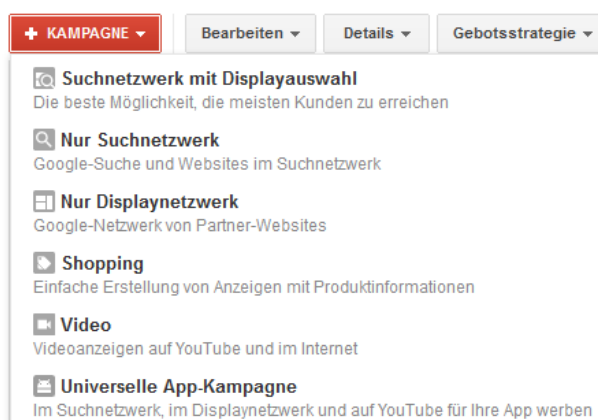 + KAMPAGNE Bearbeiten Details Gebotsstrategie
Suchnetzwerk mit Displayauswahl
Die beste Möglichkeit, die meisten Kunden zu erreichen
Nur Suchnetzwerk
Google-Suche und Websites im Suchnetzwerk
Nur Displaynetzwerk
Google-Netzwerk von Partner-Websites
Shopping
Einfache Erstellung von Anzeigen mit Produktinformationen
Video
Videoanzeigen auf YouTube und im Internet
Universelle App-Kampagne
Im Suchnetzwerk, im Displaynetzwerk und auf YouTube für Ihre App werben